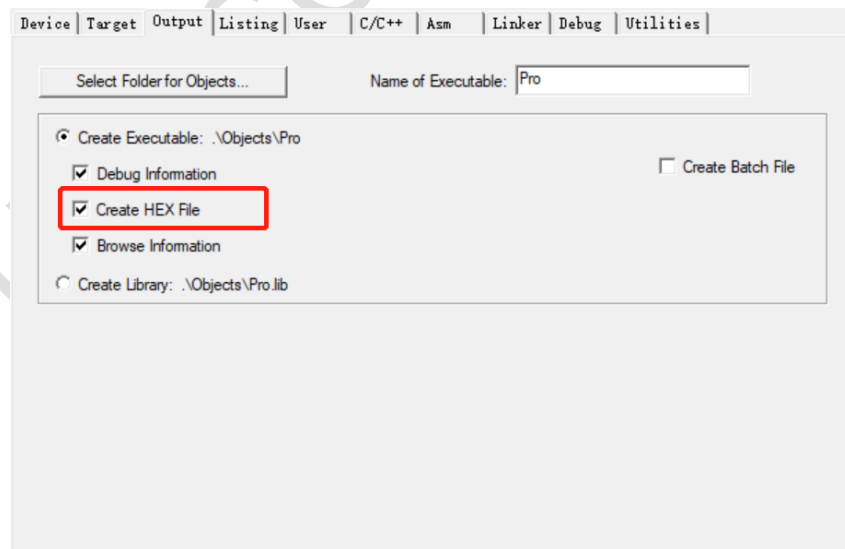 Device Target Output Listing User C/C++ Asm Linker Debug Utilities
Select Folder for Objects... Name of Executable: Pro
Create Executable: .\Objects\Pro
Debug Information Create Batch File
Create HEX File
Browse Information
Create Library: .\Objects\Pro.lib